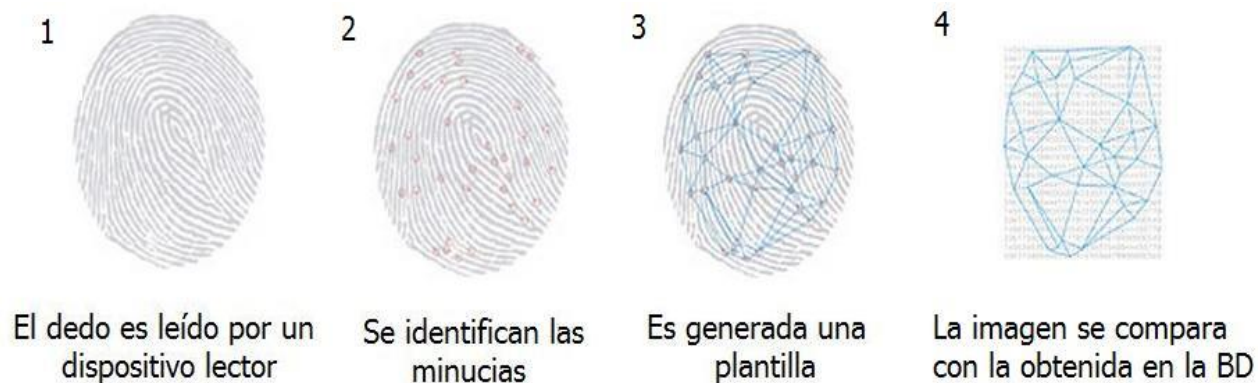 1
El dedo es leído por un
dispositivo lector
2
Se identifican las
minucias
3
Es generada una
plantilla
4
La imagen se compara
con la obtenida en la BD